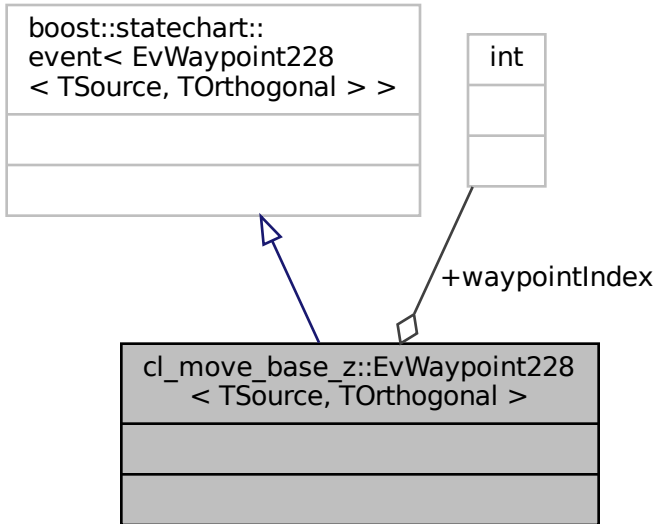 boost::statechart::
event< EvWaypoint228
< TSource, TOrthogonal > >
int
+waypointIndex
cl_move_base_z::EvWaypoint228
< TSource, TOrthogonal >